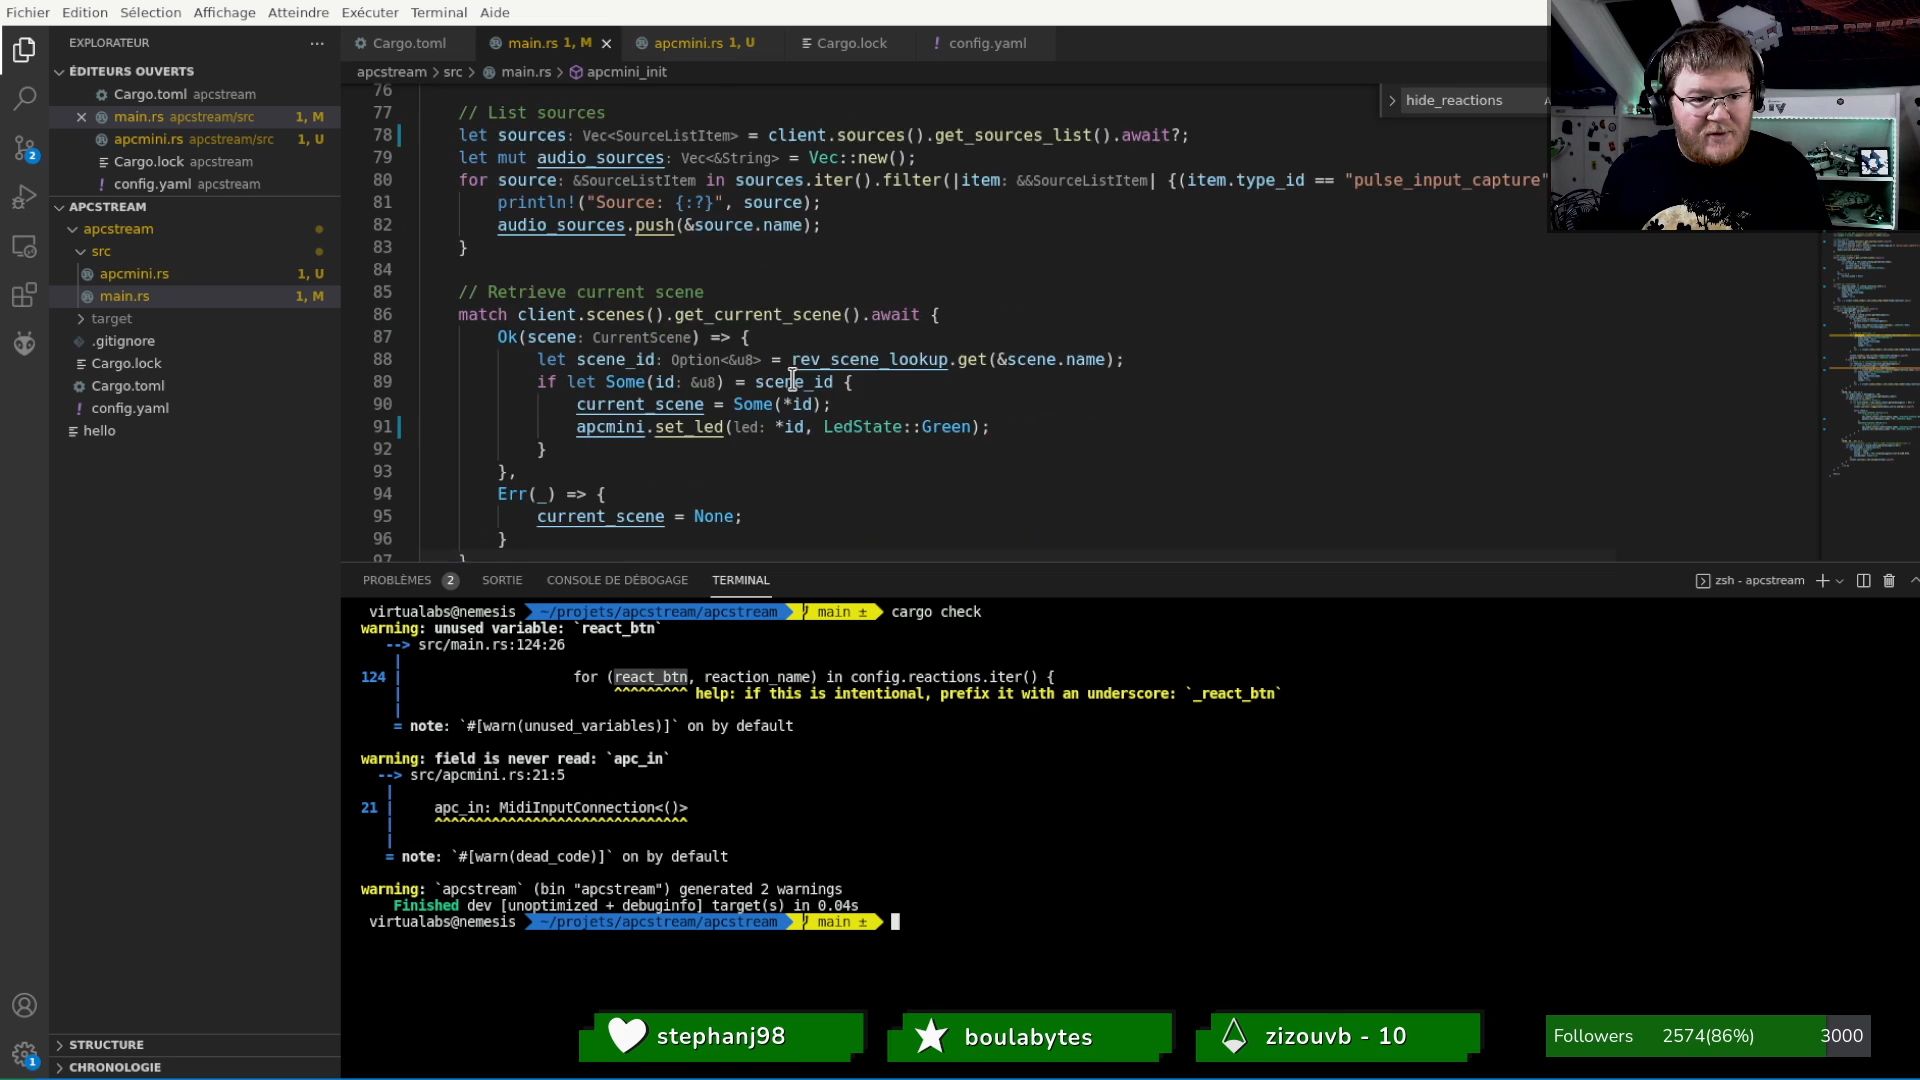 Fichier Edition Sélection Affichage Atteindre Exécuter Terminal Aide
EXPLORATEUR
ÉDITEURS OUVERTS
Cargo.toml apcstream
main.rs apcstream/src 1, M
apcmini.rs apcstream/src 1, U
Cargo.lock apcstream
config.yaml apcstream
APCSTREAM
apcstream
src
apcmini.rs 1, U
main.rs 1, M
target
.gitignore
Cargo.lock
Cargo.toml
config.yaml
hello
STRUCTURE
CHRONOLOGIE
2
1
Cargo.toml main.rs 1, M apcmini.rs 1, U Cargo.lock config.yaml
apcstream > src > main.rs > apcmini_init
hide_reactions
76
77 // List sources
78 let sources: Vec<SourceListItem> = client.sources().get_sources_list().await?;
79 let mut audio_sources: Vec<&String> = Vec::new();
80 for source: &SourceListItem in sources.iter().filter(|item: &&SourceListItem| {(item.type_id == "pulse_input_capture"
81 println!("Source: {:?}", source);
82 audio_sources.push(&source.name);
83 }
84
85 // Retrieve current scene
86 match client.scenes().get_current_scene().await {
87 Ok(scene: CurrentScene) => {
88 let scene_id: Option<&u8> = rev_scene_lookup.get(&scene.name);
89 if let Some(id: &u8) = scene_id {
90 current_scene = Some(*id);
91 apcmini.set_led(led: *id, LedState::Green);
92 }
93 },
94 Err(_) => {
95 current_scene = None;
96 }
97 }
PROBLÈMES 2 SORTIE CONSOLE DE DÉBOGAGE TERMINAL
zsh - apcstream
virtualabs@nemesis ~/projets/apcstream/apcstream main ± cargo check
warning: unused variable: `react_btn`
--> src/main.rs:124:26
|
124 | for (react_btn, reaction_name) in config.reactions.iter() {
| ^^^^^^^^^ help: if this is intentional, prefix it with an underscore: `_react_btn`
|
= note: `#[warn(unused_variables)]` on by default
warning: field is never read: `apc_in`
--> src/apcmini.rs:21:5
|
21 | apc_in: MidiInputConnection<()>
| ^^^^^^^^^^^^^^^^^^^^^^^^^^^^^^^
|
= note: `#[warn(dead_code)]` on by default
warning: `apcstream` (bin "apcstream") generated 2 warnings
Finished dev [unoptimized + debuginfo] target(s) in 0.04s
virtualabs@nemesis ~/projets/apcstream/apcstream main ±
stephanj98
boulabytes
zizouvb - 10
Followers 2574(86%) 3000